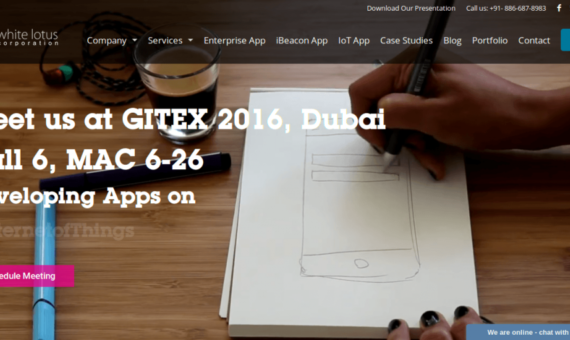 Download Our Presentation Call us: +91- 886-687-8983
white lotus
corporation
Company Services Enterprise App iBeacon App IoT App Case Studies Blog Portfolio Contact
eet us at GITEX 2016, Dubai
all 6, MAC 6-26
veloping Apps on
ternetofThings
edule Meeting
We are online - chat with